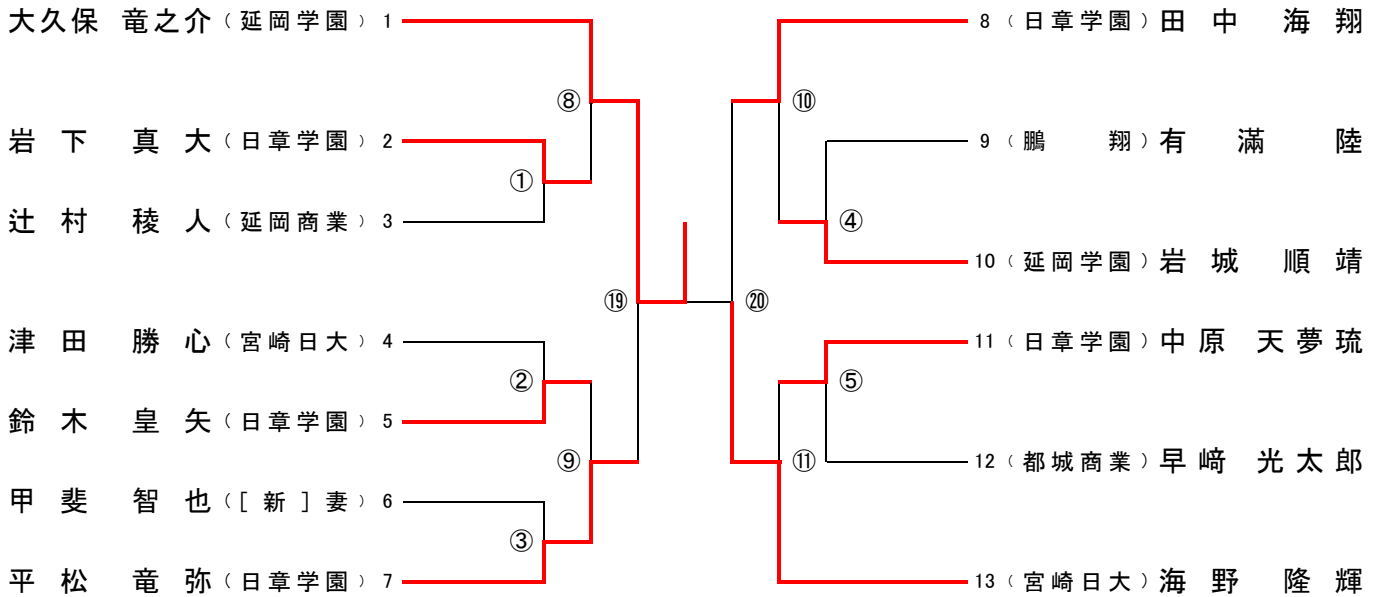 大久保 竜之介（延岡学園）1
⑧
岩下 真大（日章学園）2
①
辻村 稜人（延岡商業）3
⑲
津田 勝心（宮崎日大）4
②
鈴木 皇矢（日章学園）5
⑨
甲斐 智也（[新]妻）6
③
平松 竜弥（日章学園）7
8（日章学園）田中 海翔
⑩
9（鵬翔）有滿 陸
④
10（延岡学園）岩城 順靖
⑳
11（日章学園）中原 天夢琉
⑤
12（都城商業）早﨑 光太郎
⑪
13（宮崎日大）海野 隆輝